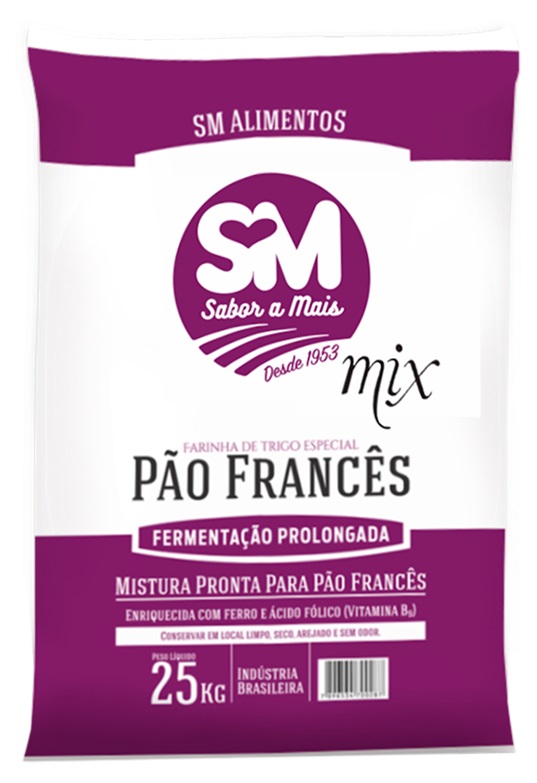 SM ALIMENTOS
SM
Sabor a Mais
Desde 1953
mix
FARINHA DE TRIGO ESPECIAL
PÃO FRANCÊS
FERMENTAÇÃO PROLONGADA
MISTURA PRONTA PARA PÃO FRANCÊS
ENRIQUECIDA COM FERRO E ÁCIDO FÓLICO (VITAMINA B₉)
CONSERVAR EM LOCAL LIMPO, SECO, AREJADO E SEM ODOR.
PESO LÍQUIDO
25KG
INDÚSTRIA
BRASILEIRA